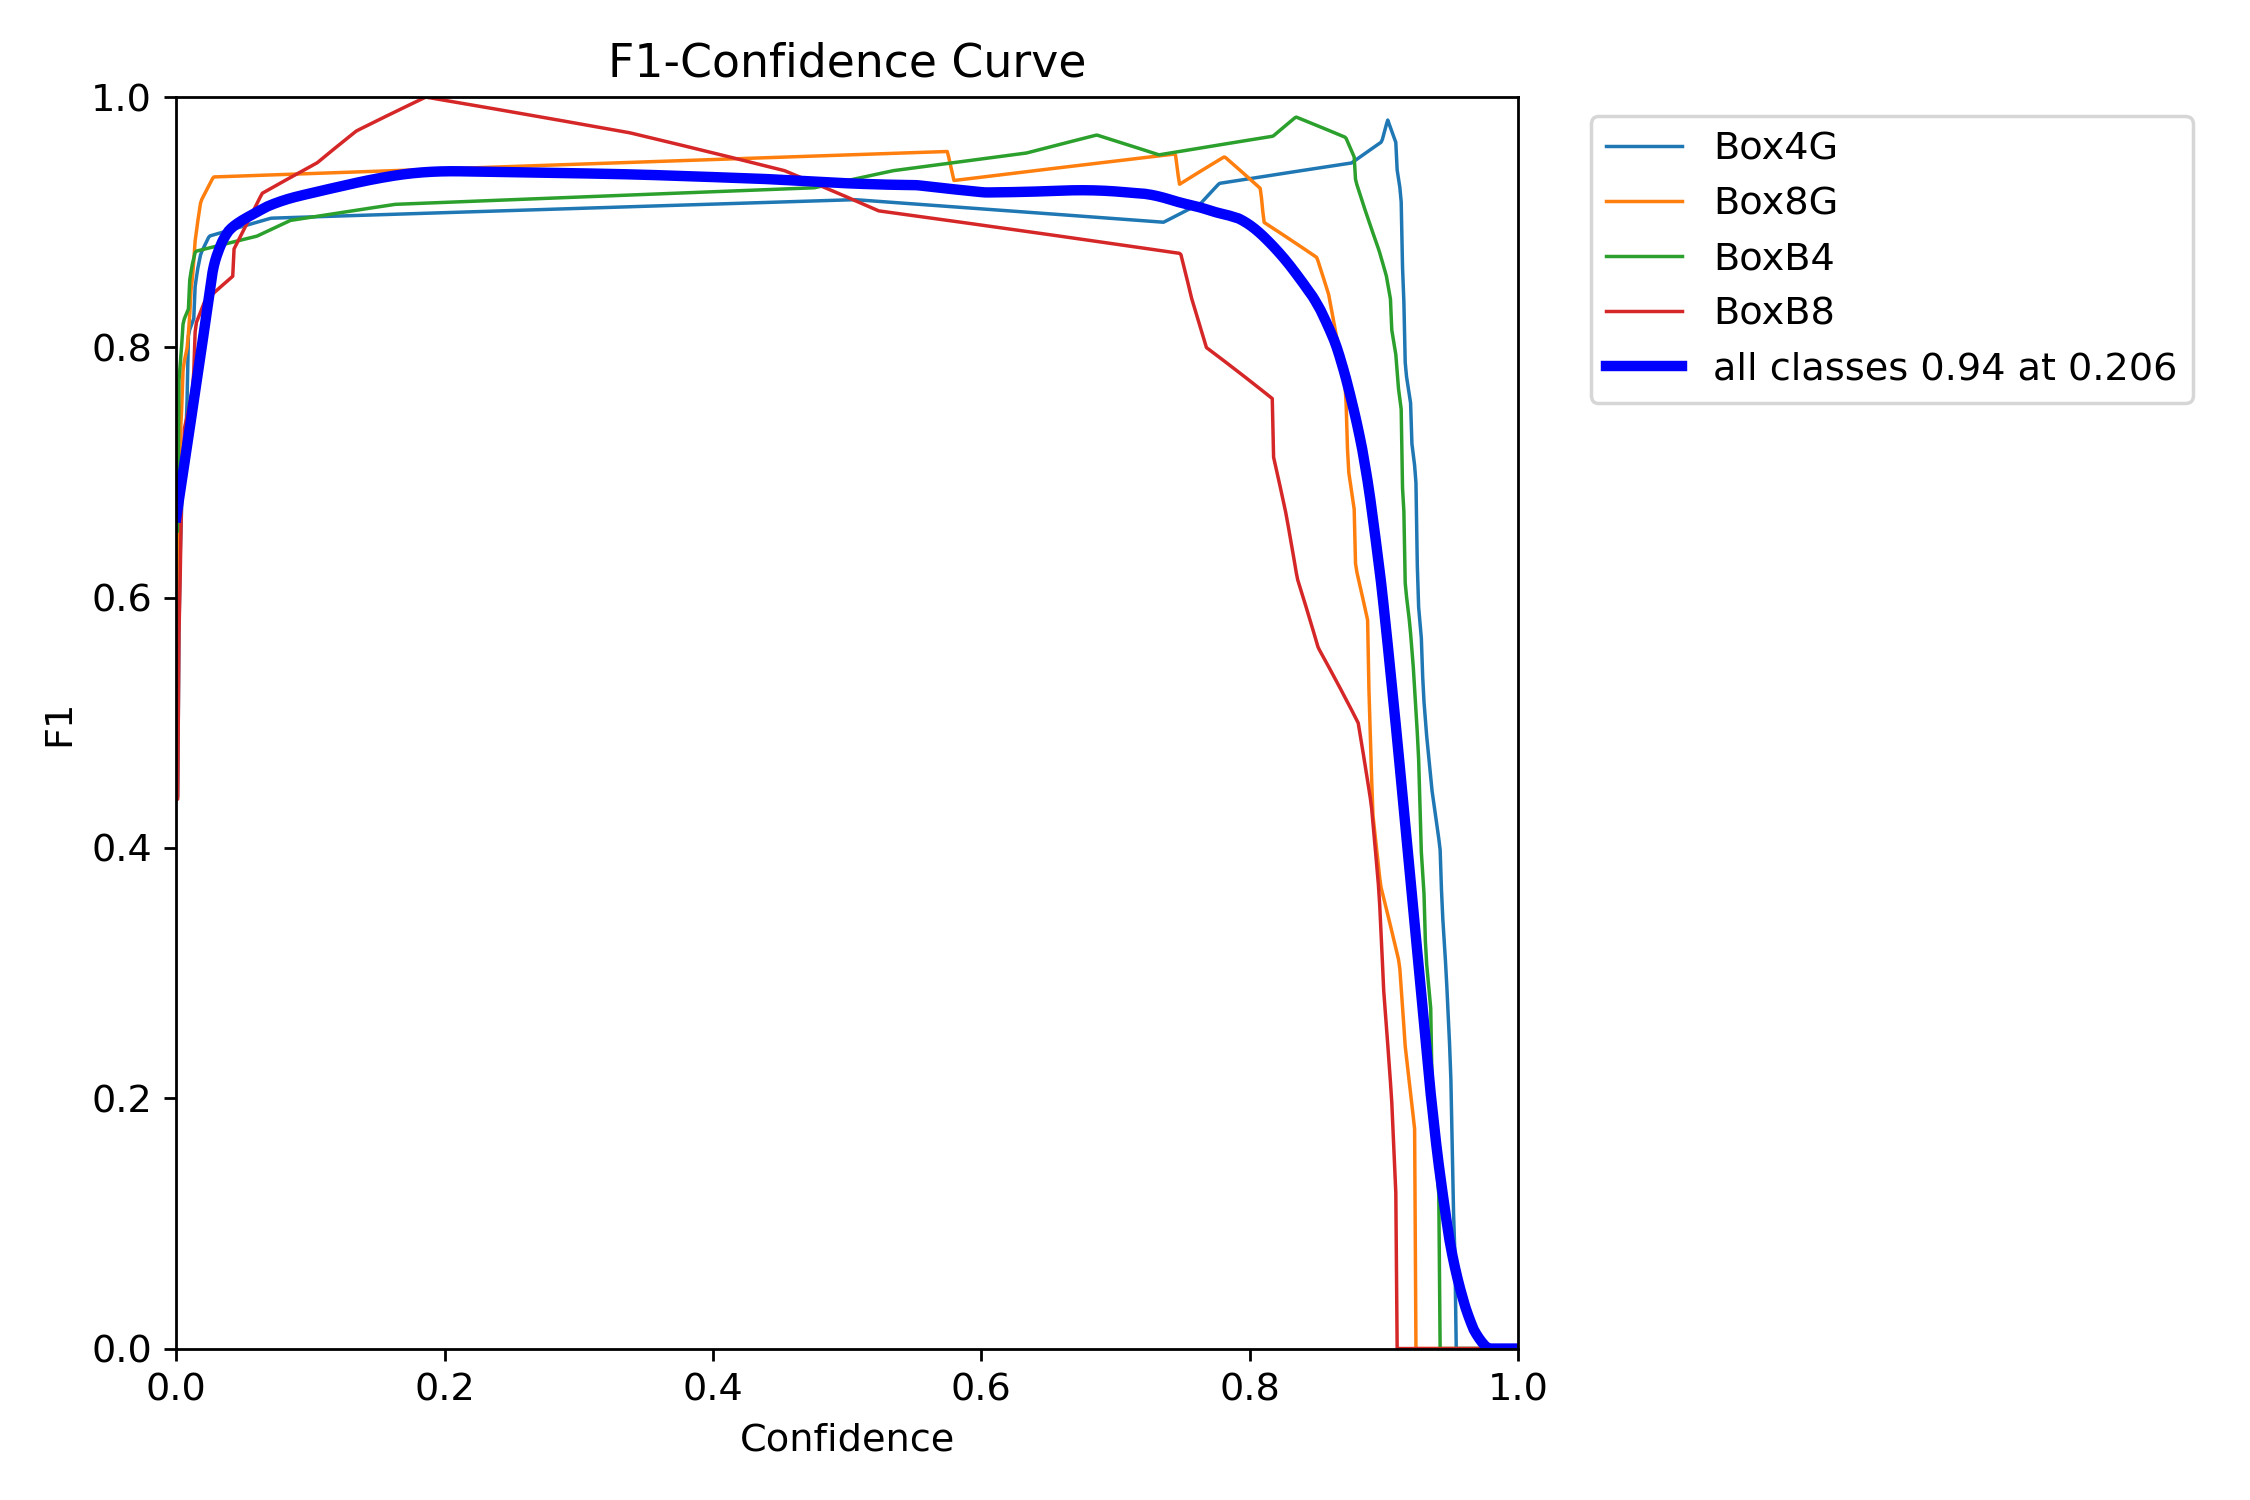 F1-Confidence Curve
1.0
0.8
0.6
0.4
0.2
0.0
F1
0.0 0.2 0.4 0.6 0.8 1.0
Confidence
Box4G
Box8G
BoxB4
BoxB8
all classes 0.94 at 0.206